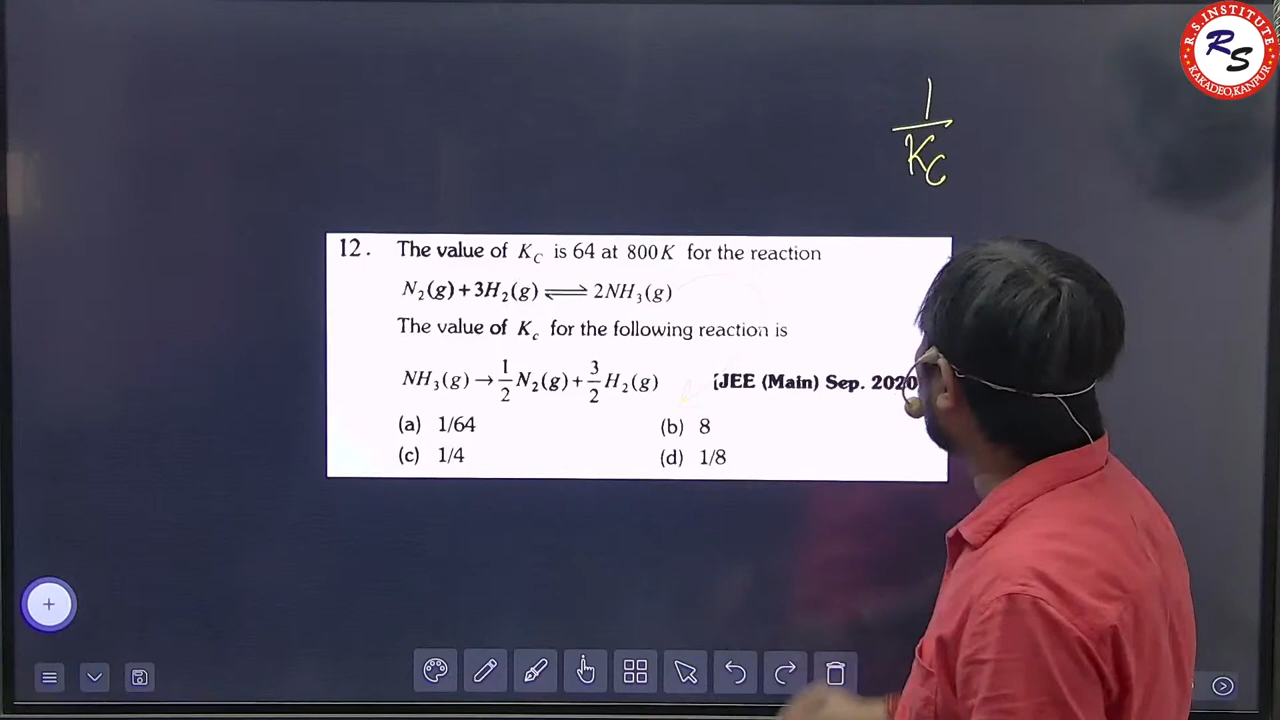 R.S.INSTITUTE
RS
KAKADEO,KANPUR
1
K_C
12. The value of K_C is 64 at 800 K for the reaction
N₂(g)+3H₂(g) ⇌ 2NH₃(g)
The value of K_c for the following reaction is
NH₃(g) → 1/2 N₂(g) + 3/2 H₂(g) [JEE (Main) Sep. 2020
(a) 1/64 (b) 8
(c) 1/4 (d) 1/8